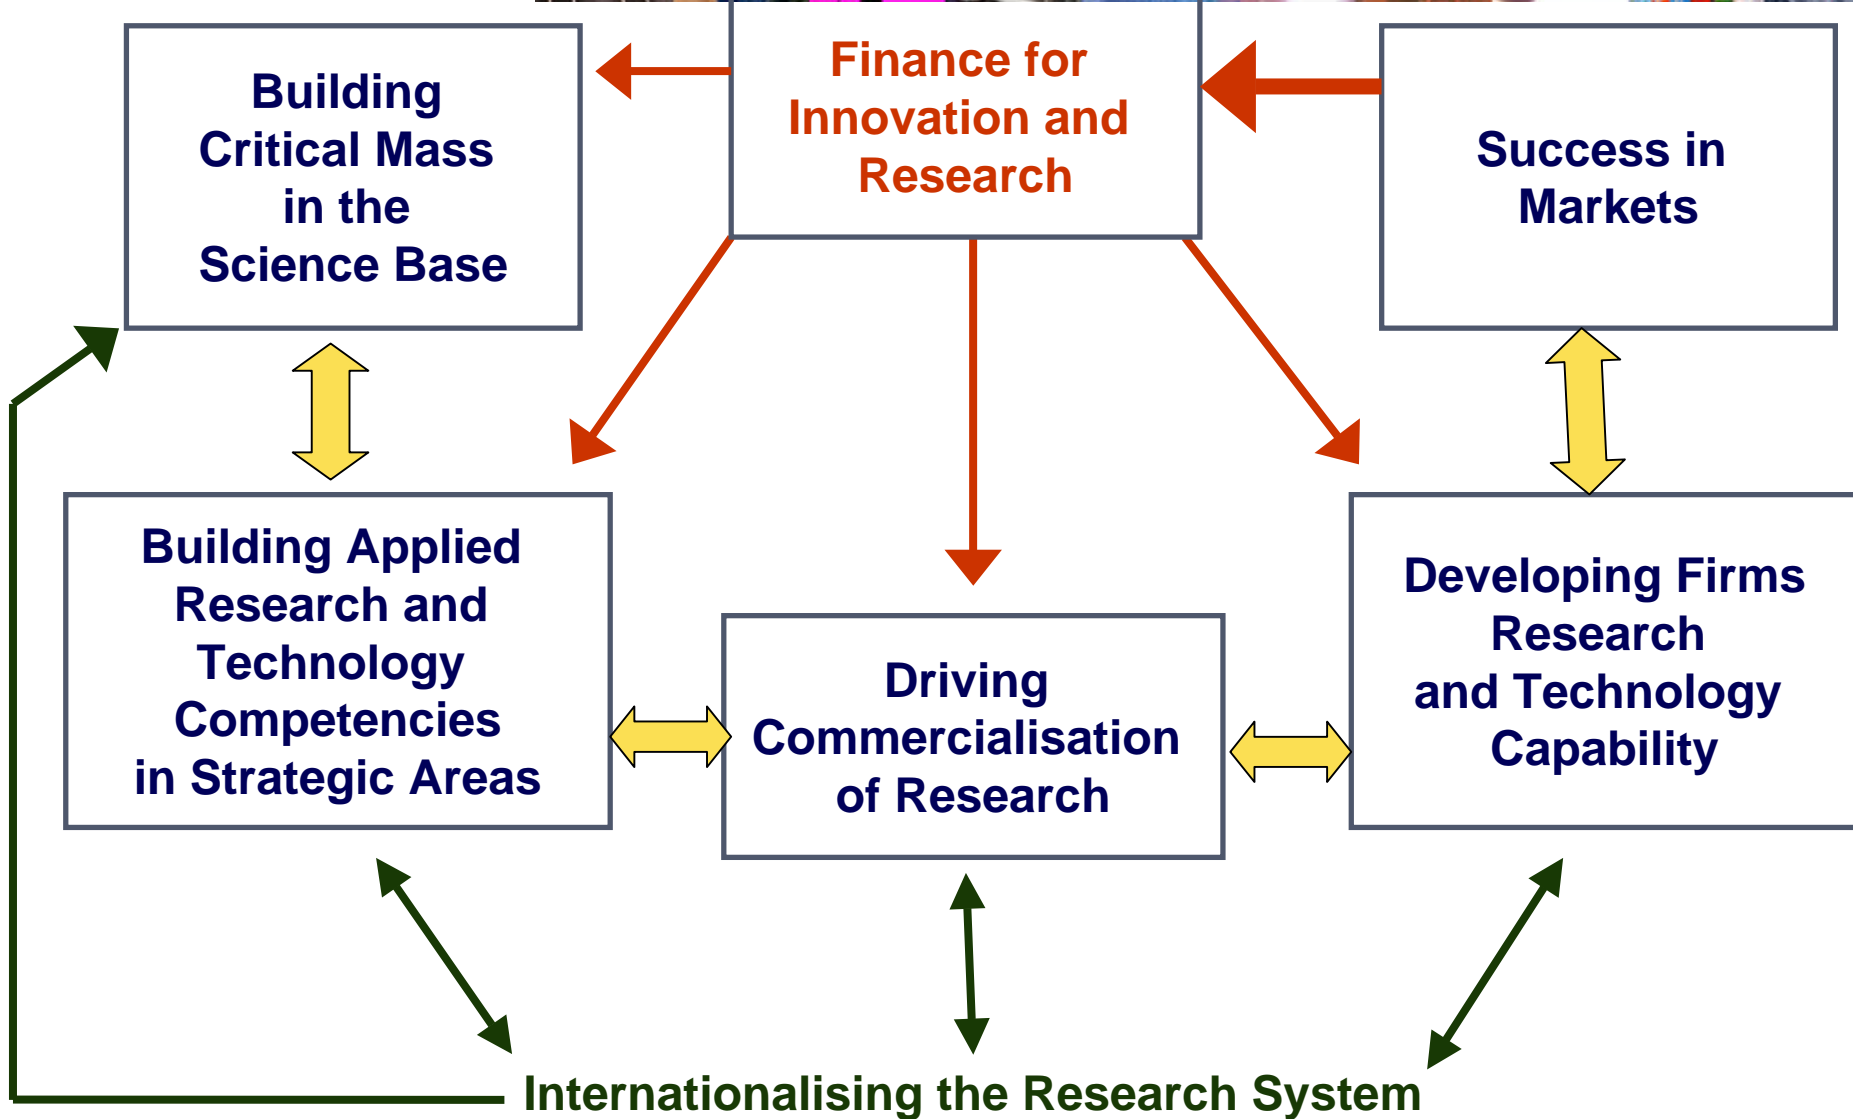 Building
Critical Mass
in the
Science Base
Finance for
Innovation and
Research
Success in
Markets
Building Applied
Research and
Technology
Competencies
in Strategic Areas
Driving
Commercialisation
of Research
Developing Firms
Research
and Technology
Capability
Internationalising the Research System